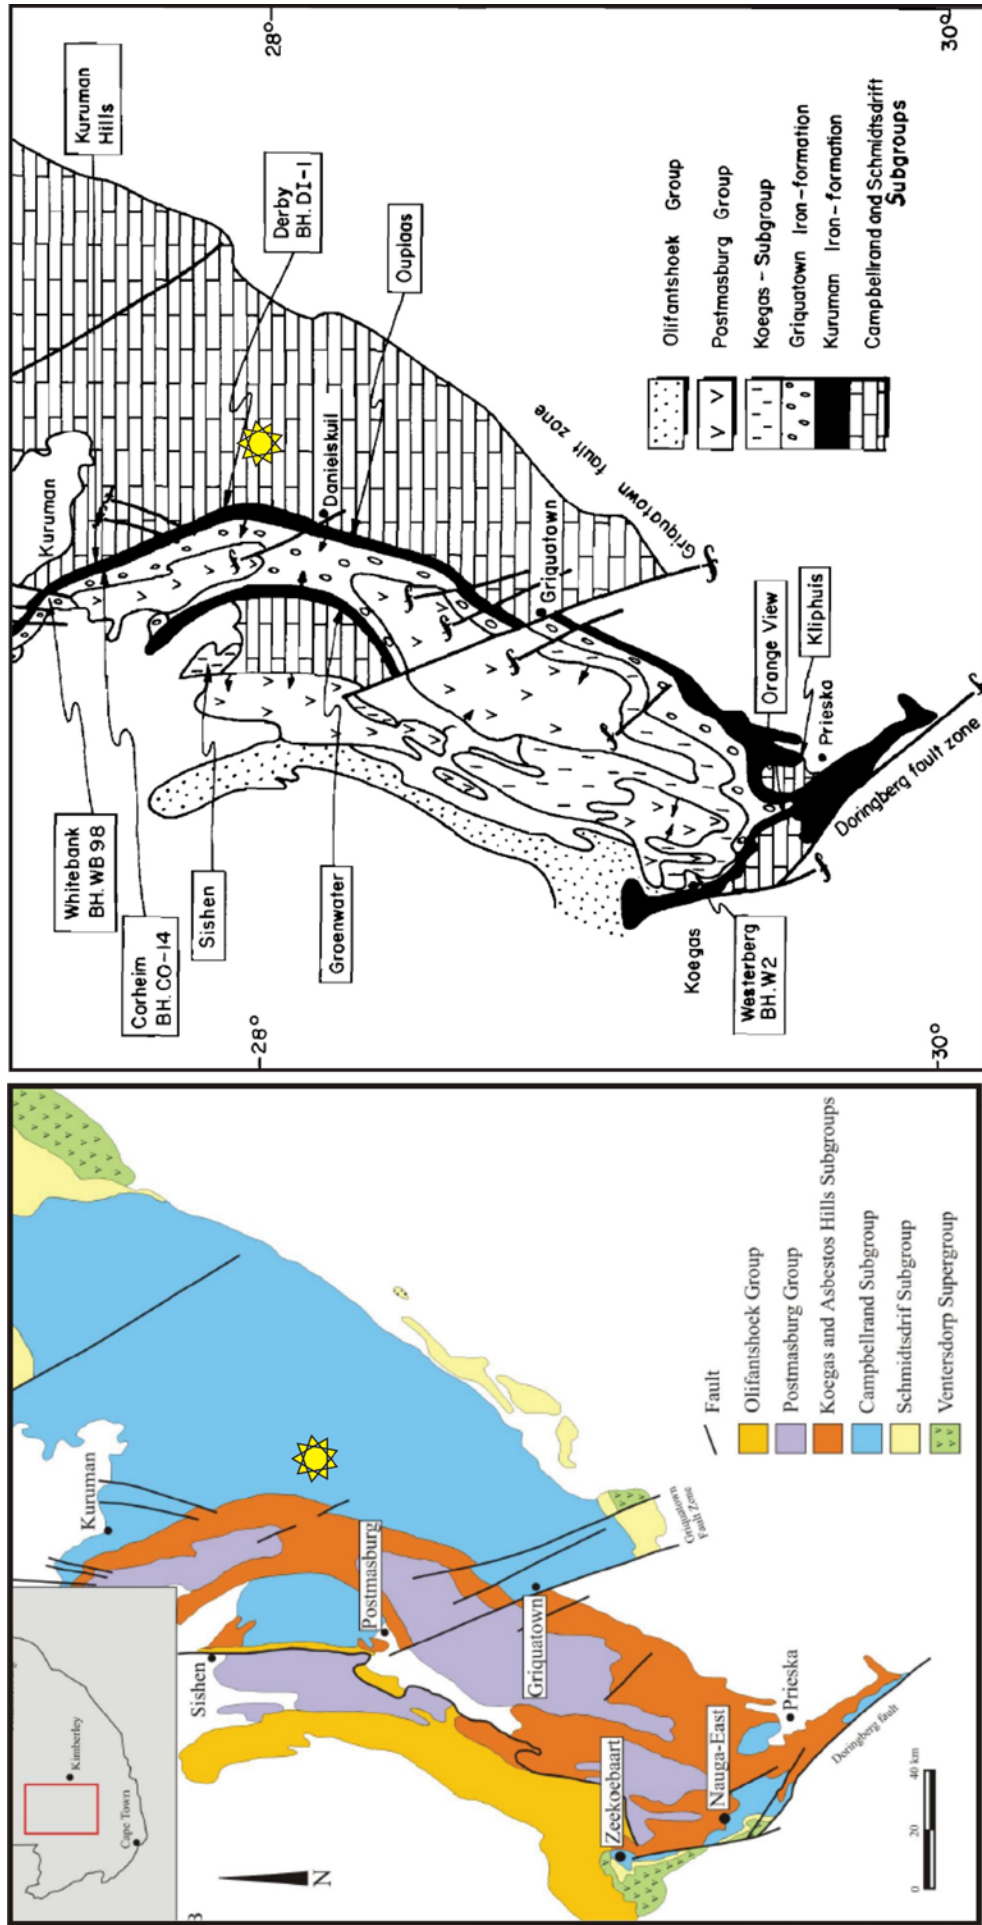 B
Cape Town
Kimberley
N
Kuruman
Sishen
Postmasburg
Griquatown
Griquatown
Fault Zone
Zeekoebaart
Nauga-East
Prieska
Doringberg fault
0 20 40 km
Fault
Olifantshoek Group
Postmasburg Group
Koegas and Asbestos Hills Subgroups
Campbellrand Subgroup
Schmidtsdrif Subgroup
Ventersdorp Supergroup
Kuruman
Kuruman
Hills
Whitebank
BH. WB 98
Corheim
BH. CO-14
Sishen
28°
28°
Derby
BH. DI-1
Groenwater
Danielskuil
Ouplaas
Griquatown
Griquatown fault zone
Koegas
Westerberg
BH. W2
Orange View
Kliphuis
Prieska
Doringberg fault zone
30°
30°
Olifantshoek Group
Postmasburg Group
Koegas - Subgroup
Griquatown Iron-formation
Kuruman Iron-formation
Campbellrand and Schmidtsdrift
Subgroups